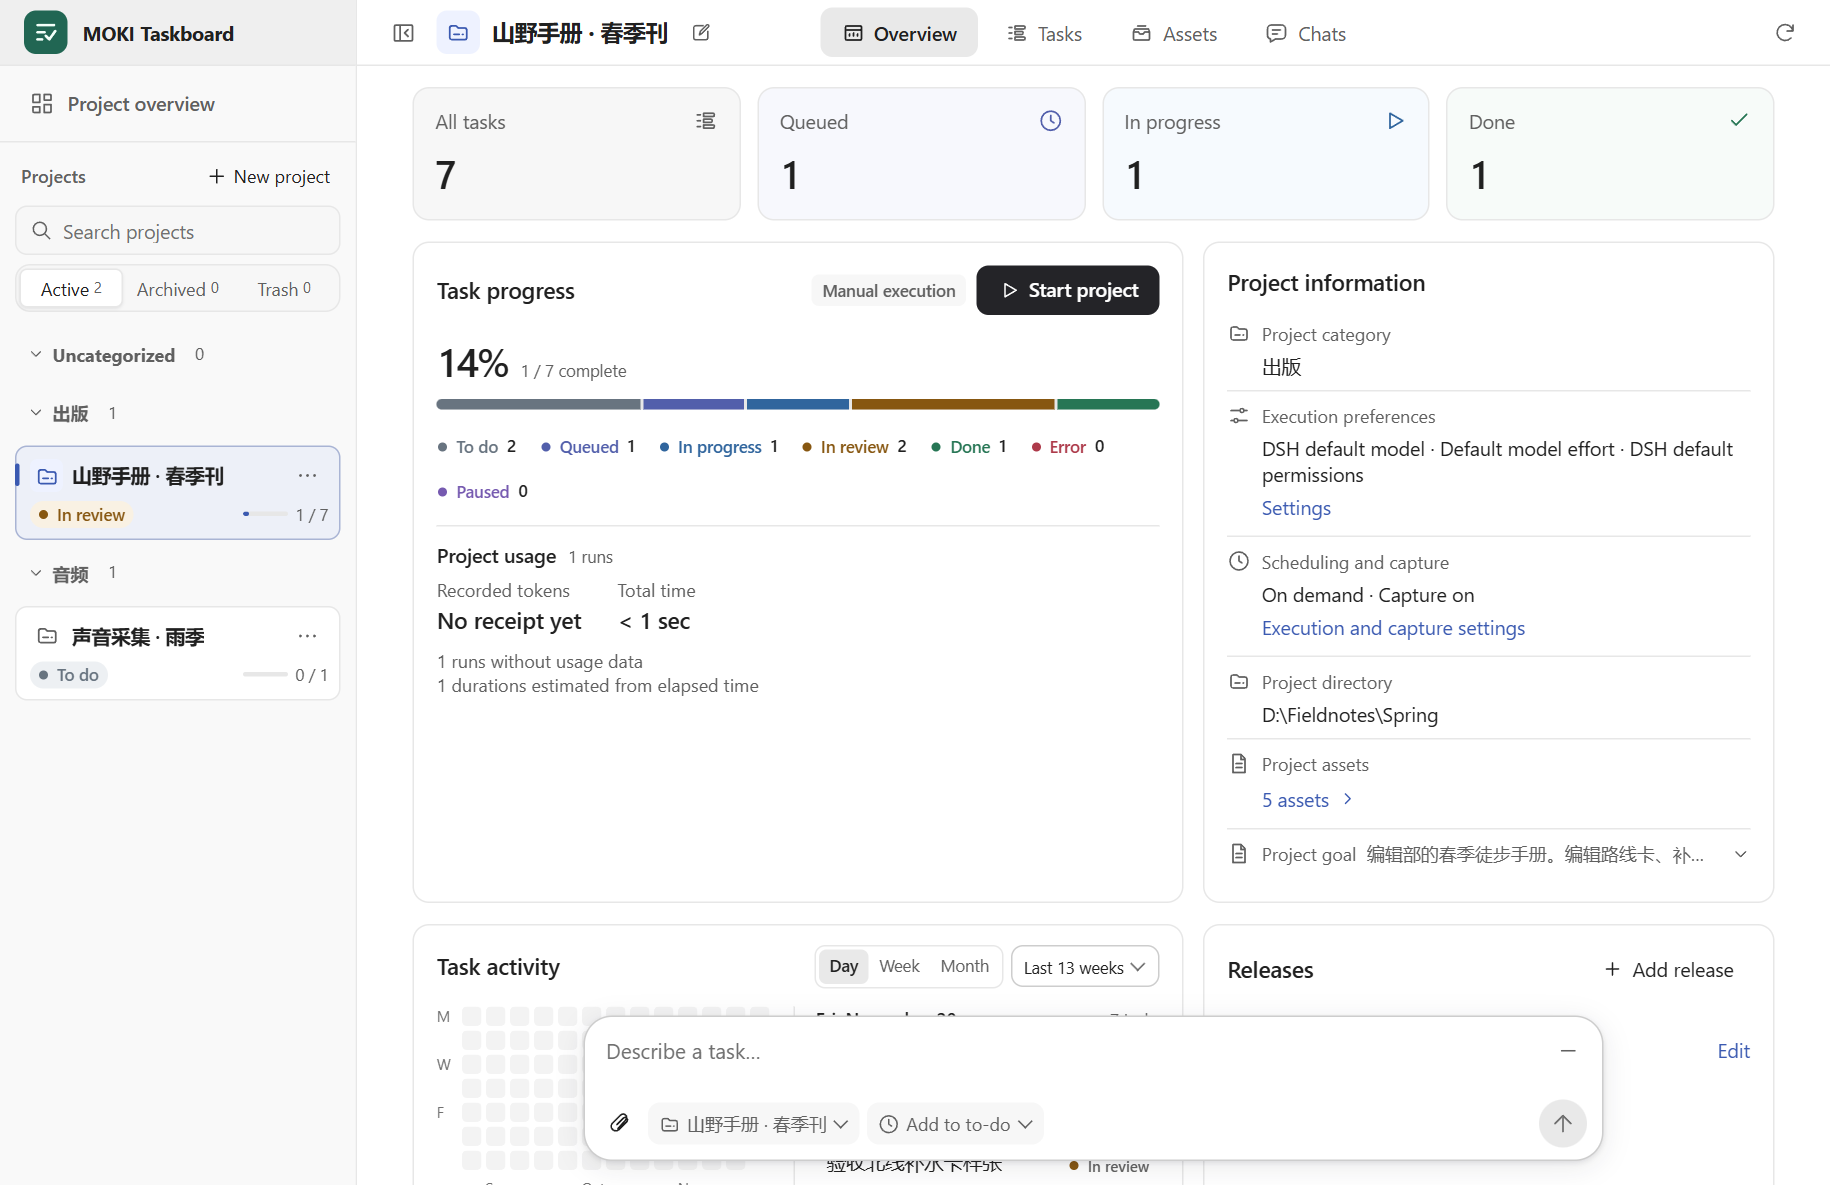 MOKI Taskboard
Project overview
Projects
New project
Search projects
Active 2
Archived 0
Trash 0
Uncategorized 0
出版 1
山野手册 · 春季刊
In review
1 / 7
音频 1
声音采集 · 雨季
To do
0 / 1
山野手册 · 春季刊
Overview
Tasks
Assets
Chats
All tasks
7
Queued
1
In progress
1
Done
1
Task progress
Manual execution
Start project
14% 1 / 7 complete
To do 2
Queued 1
In progress 1
In review 2
Done 1
Error 0
Paused 0
Project usage 1 runs
Recorded tokens
No receipt yet
Total time
< 1 sec
1 runs without usage data
1 durations estimated from elapsed time
Project information
Project category
出版
Execution preferences
DSH default model · Default model effort · DSH default
permissions
Settings
Scheduling and capture
On demand · Capture on
Execution and capture settings
Project directory
D:\Fieldnotes\Spring
Project assets
5 assets
Project goal 编辑部的春季徒步手册。编辑路线卡、补...
Task activity
Day
Week
Month
Last 13 weeks
M
W
F
Releases
Add release
Edit
Describe a task...
山野手册 · 春季刊
Add to to-do
验收北线补水卡样张
In review